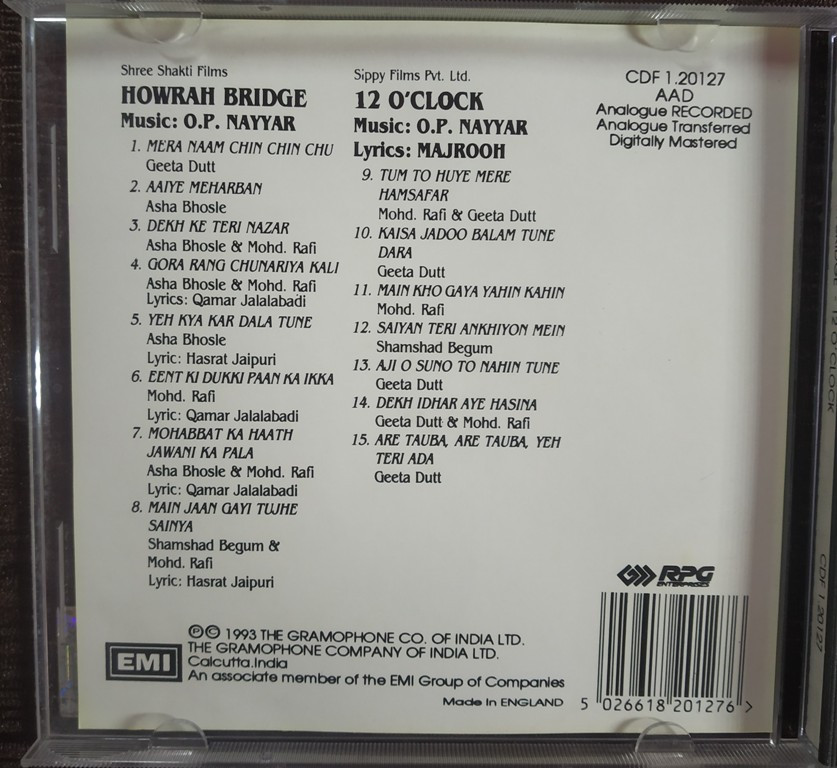 Shree Shakti Films
HOWRAH BRIDGE
Music: O.P. NAYYAR
1. MERA NAAM CHIN CHIN CHU
Geeta Dutt
2. AAIYE MEHARBAN
Asha Bhosle
3. DEKH KE TERI NAZAR
Asha Bhosle & Mohd. Rafi
4. GORA RANG CHUNARIYA KALI
Asha Bhosle & Mohd. Rafi
Lyrics: Qamar Jalalabadi
5. YEH KYA KAR DALA TUNE
Asha Bhosle
Lyric: Hasrat Jaipuri
6. EENT KI DUKKI PAAN KA IKKA
Mohd. Rafi
Lyric: Qamar Jalalabadi
7. MOHABBAT KA HAATH
JAWANI KA PALA
Asha Bhosle & Mohd. Rafi
Lyric: Qamar Jalalabadi
8. MAIN JAAN GAYI TUJHE
SAINYA
Shamshad Begum &
Mohd. Rafi
Lyric: Hasrat Jaipuri
Sippy Films Pvt. Ltd.
12 O'CLOCK
Music: O.P. NAYYAR
Lyrics: MAJROOH
9. TUM TO HUYE MERE
HAMSAFAR
Mohd. Rafi & Geeta Dutt
10. KAISA JADOO BALAM TUNE
DARA
Geeta Dutt
11. MAIN KHO GAYA YAHIN KAHIN
Mohd. Rafi
12. SAIYAN TERI ANKHIYON MEIN
Shamshad Begum
13. AJI O SUNO TO NAHIN TUNE
Geeta Dutt
14. DEKH IDHAR AYE HASINA
Geeta Dutt & Mohd. Rafi
15. ARE TAUBA, ARE TAUBA, YEH
TERI ADA
Geeta Dutt
CDF 1.20127
AAD
Analogue RECORDED
Analogue Transferred
Digitally Mastered
RPG
ENTERPRISES
EMI
℗© 1993 THE GRAMOPHONE CO. OF INDIA LTD.
THE GRAMOPHONE COMPANY OF INDIA LTD.
Calcutta.India
An associate member of the EMI Group of Companies
Made in ENGLAND
5 026618 201276 >
12 O'CLOCK
CDF 1.20127